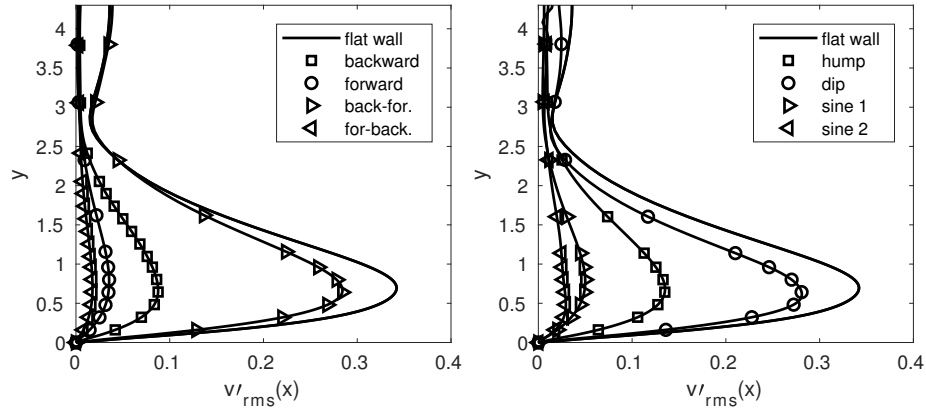 4
3.5
3
2.5
2
1.5
1
0.5
0
y
0 0.1 0.2 0.3 0.4
v′rms(x)
flat wall
backward
forward
back-for.
for-back.
4
3.5
3
2.5
2
1.5
1
0.5
0
y
0 0.1 0.2 0.3 0.4
v′rms(x)
flat wall
hump
dip
sine 1
sine 2